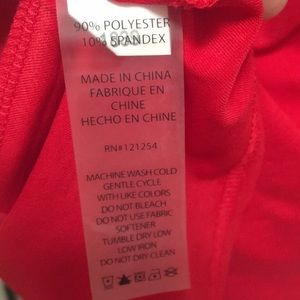 90% POLYESTER
10% SPANDEX
MADE IN CHINA
FABRIQUE EN
CHINE
HECHO EN CHINE
RN#121254
MACHINE WASH COLD
GENTLE CYCLE
WITH LIKE COLORS
DO NOT BLEACH
DO NOT USE FABRIC
SOFTENER
TUMBLE DRY LOW
LOW IRON
DO NOT DRY CLEAN